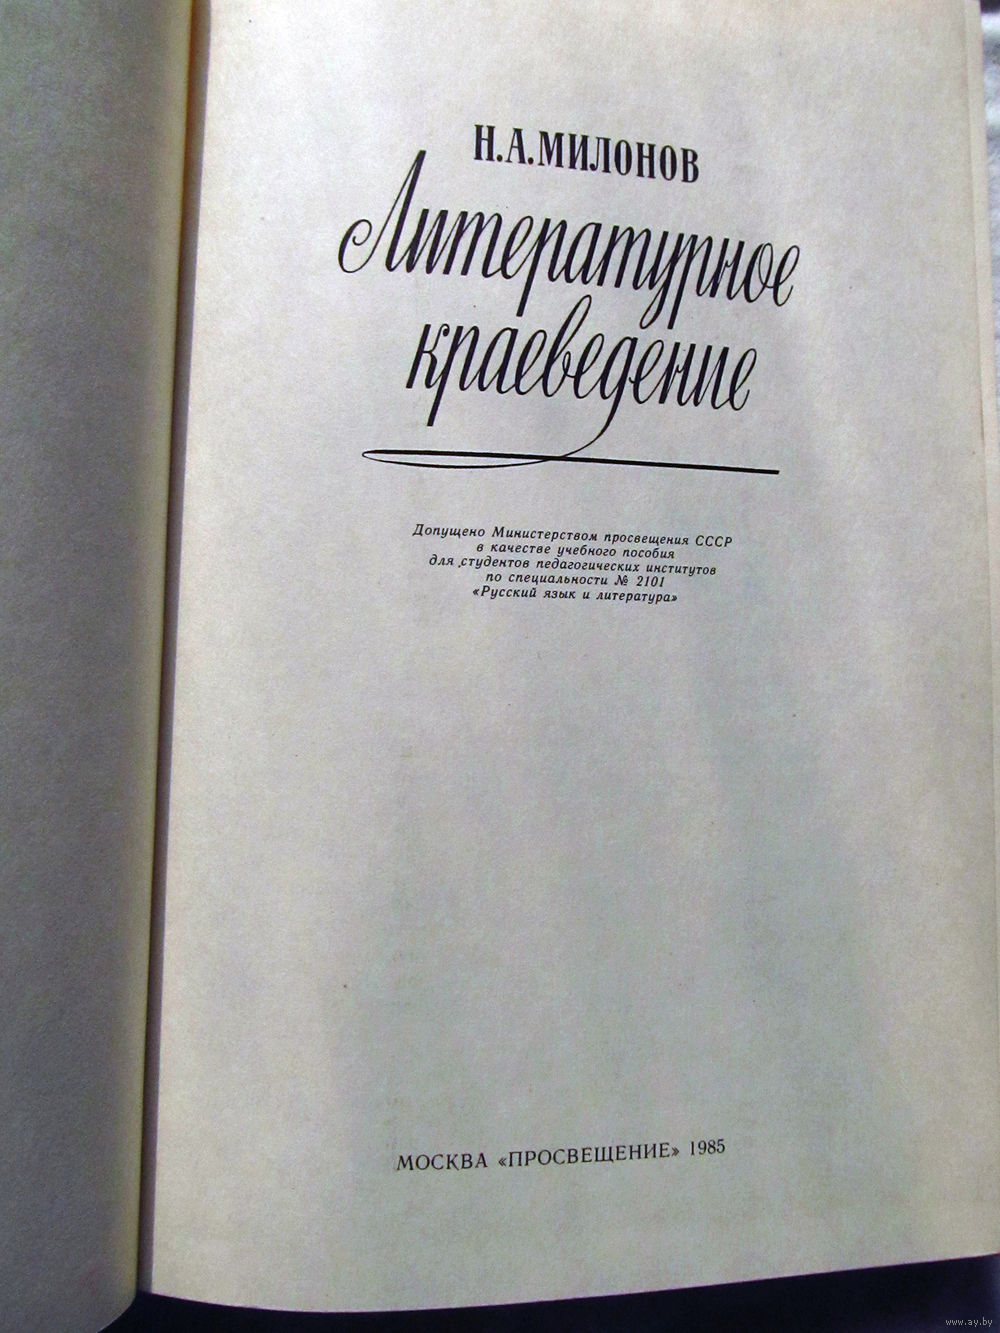 Н.А.МИЛОНОВ
Литературное
краеведение
Допущено Министерством просвещения СССР
в качестве учебного пособия
для студентов педагогических институтов
по специальности № 2101
«Русский язык и литература»
МОСКВА «ПРОСВЕЩЕНИЕ» 1985
www.ay.by